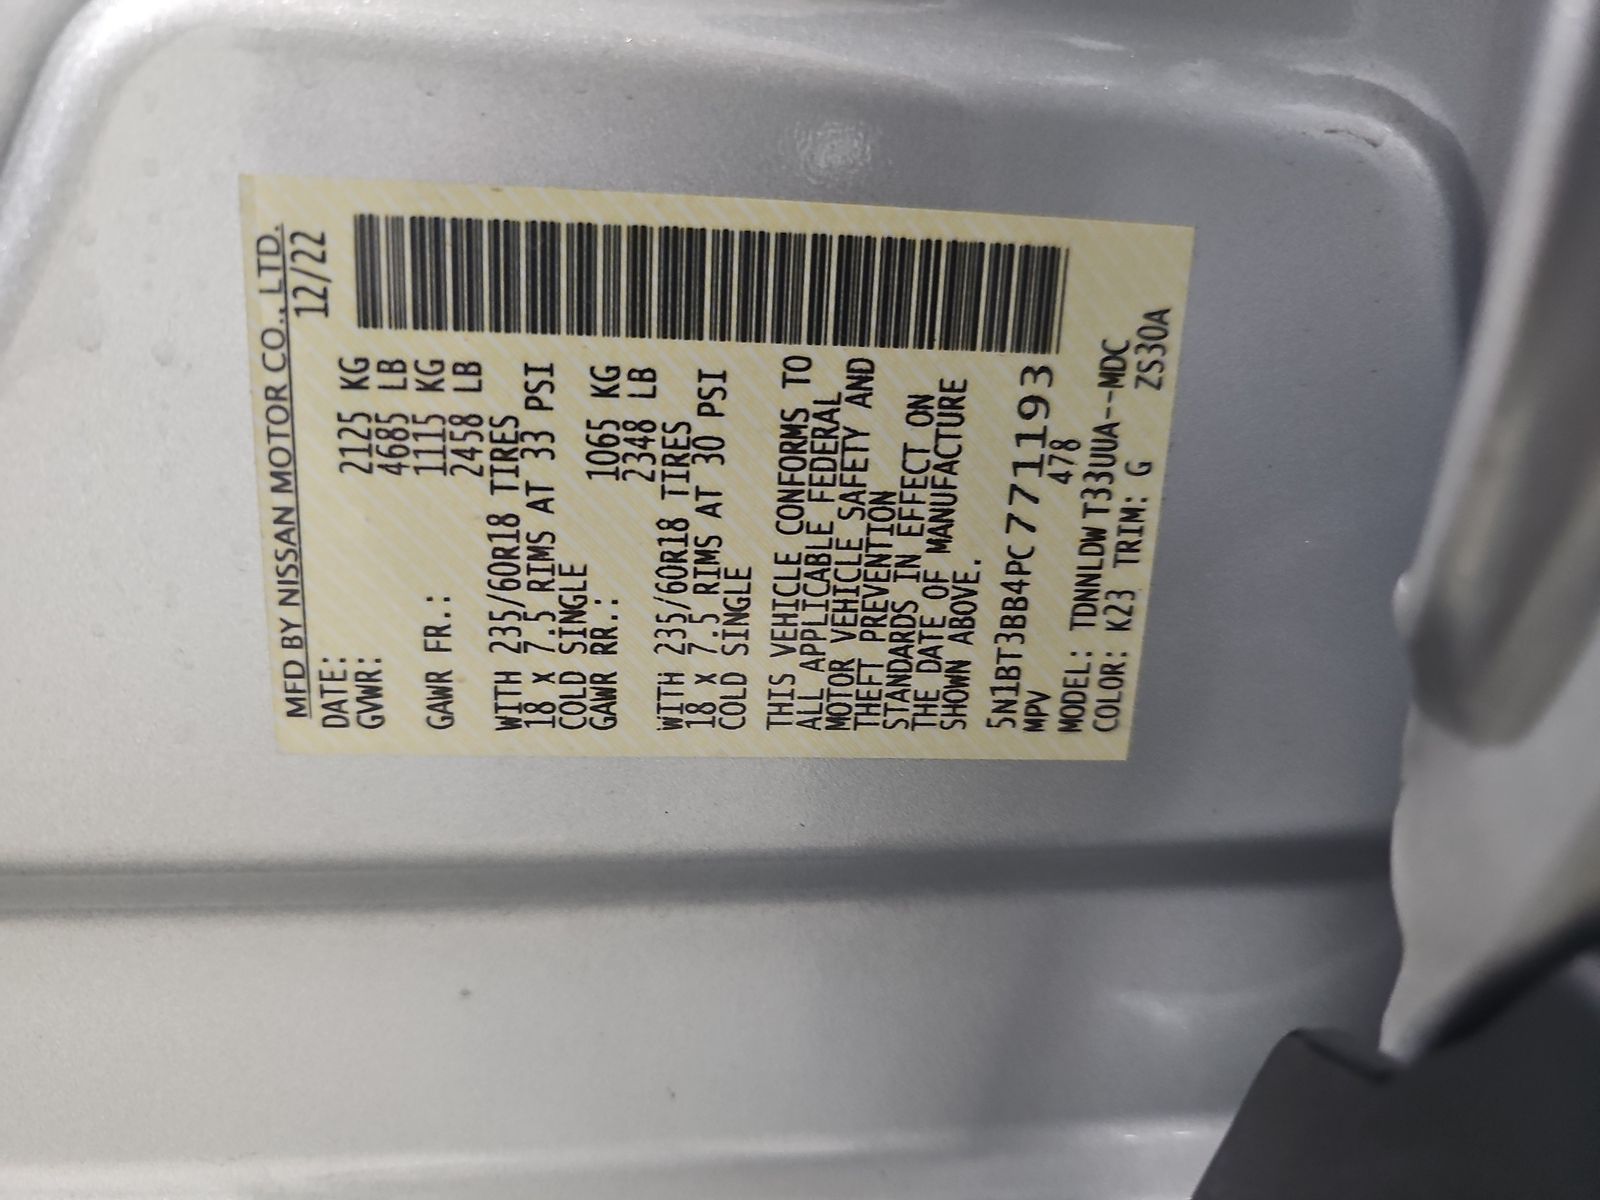 MFD BY NISSAN MOTOR CO., LTD.
DATE: 12/22
GVWR: 2125 KG
4685 LB
GAWR FR.: 1115 KG
2458 LB
WITH 235/60R18 TIRES
18 X 7.5 RIMS AT 33 PSI
COLD SINGLE
GAWR RR.: 1065 KG
2348 LB
WITH 235/60R18 TIRES
18 X 7.5 RIMS AT 30 PSI
COLD SINGLE
THIS VEHICLE CONFORMS TO
ALL APPLICABLE FEDERAL
MOTOR VEHICLE SAFETY AND
THEFT PREVENTION
STANDARDS IN EFFECT ON
THE DATE OF MANUFACTURE
SHOWN ABOVE.
5N1BT3BB4PC771193
MPV 478
MODEL: TDNNLDWT33UUA--MDC
COLOR: K23 TRIM: G ZS30A